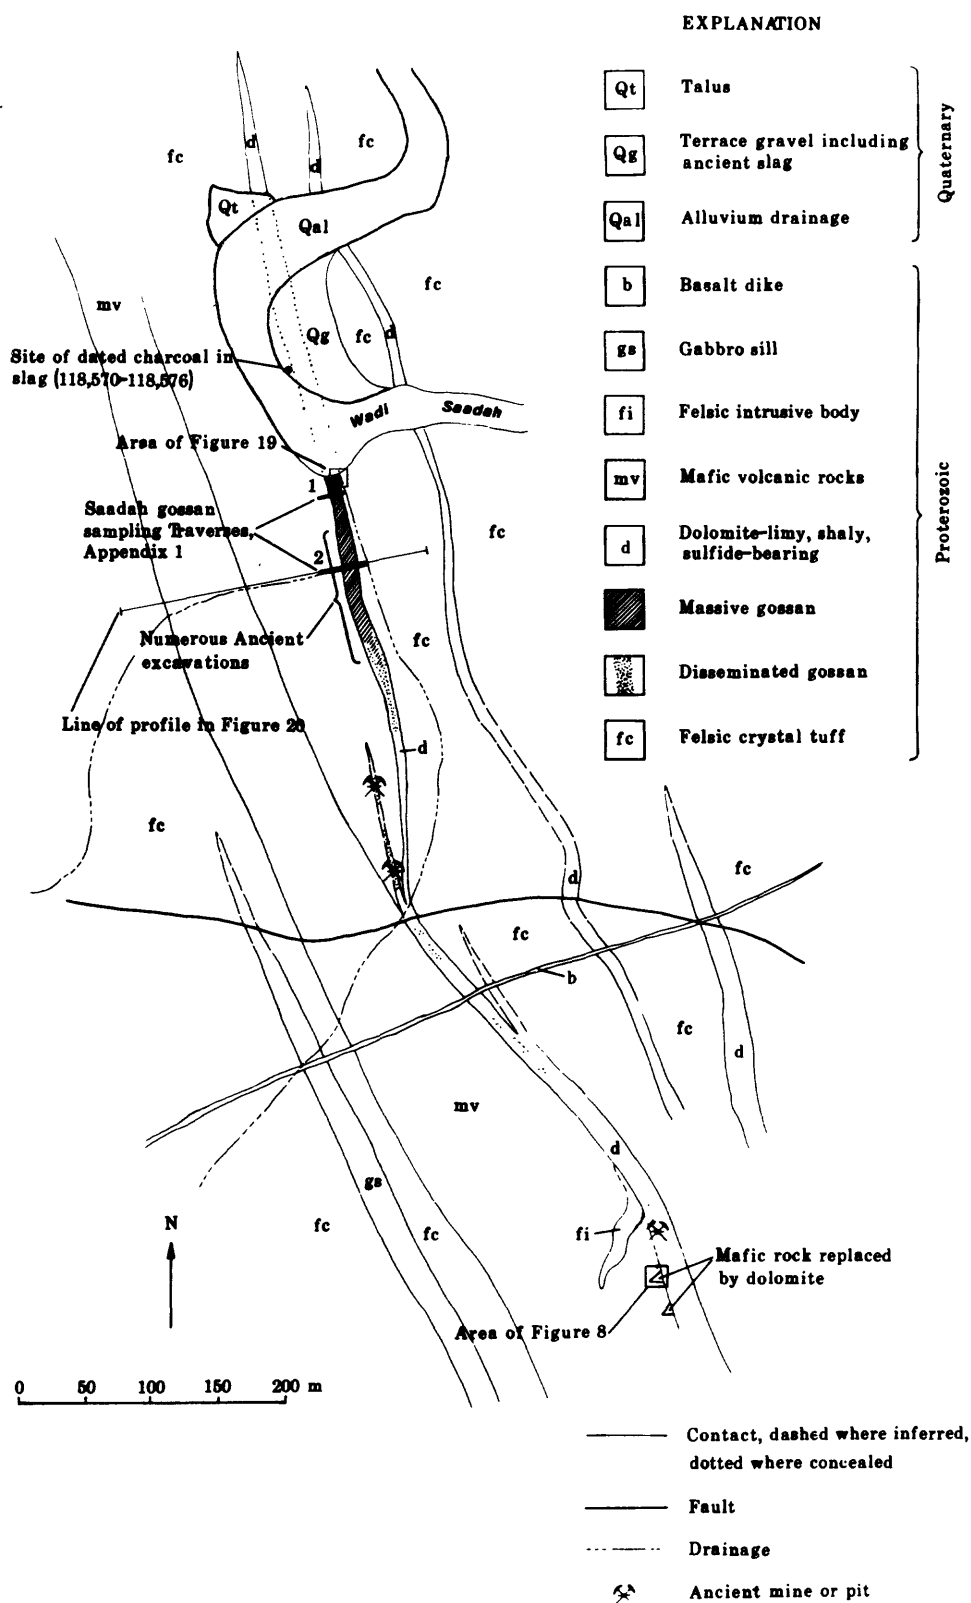 EXPLANATION
Qt Talus
Qg Terrace gravel including
ancient slag
Qal Alluvium drainage
Quaternary
b Basalt dike
gs Gabbro sill
fi Felsic intrusive body
mv Mafic volcanic rocks
d Dolomite-limy, shaly,
sulfide-bearing
Massive gossan
Disseminated gossan
fc Felsic crystal tuff
Proterozoic
d
fc
d
fc
Qt
Qal
fc
mv
Qg
fc
d
Site of dated charcoal in
slag (118,570-118,576)
Wadi Saadah
Area of Figure 19
1
Saadah gossan
sampling Traverses,
Appendix 1
fc
2
Numerous Ancient
excavations
fc
Line of profile in Figure 20
d
fc
fc
d
fc
b
fc
d
mv
d
gs
fc
fc
fi
N
Mafic rock replaced
by dolomite
Area of Figure 8
0 50 100 150 200 m
Contact, dashed where inferred,
dotted where concealed
Fault
Drainage
Ancient mine or pit